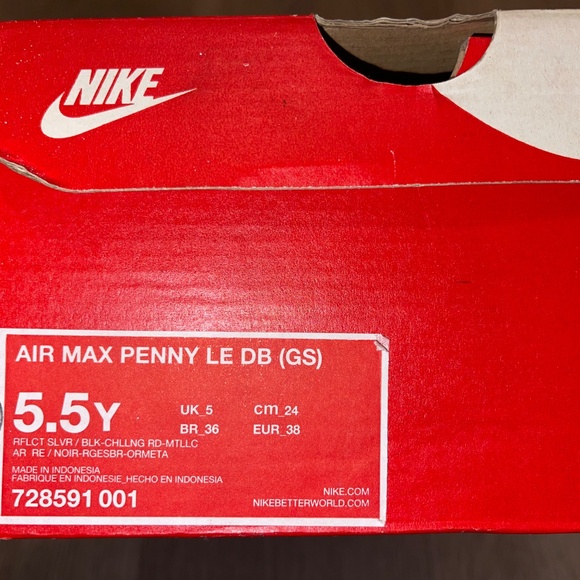 NIKE
AIR MAX PENNY LE DB (GS)
5.5Y
UK_5
cm_24
BR_36
EUR_38
RFLCT SLVR / BLK-CHLLNG RD-MTLLC
AR RE / NOIR-RGESBR-ORMETA
MADE IN INDONESIA
FABRIQUE EN INDONESIE_HECHO EN INDONESIA
728591 001
NIKE.COM
NIKEBETTERWORLD.COM